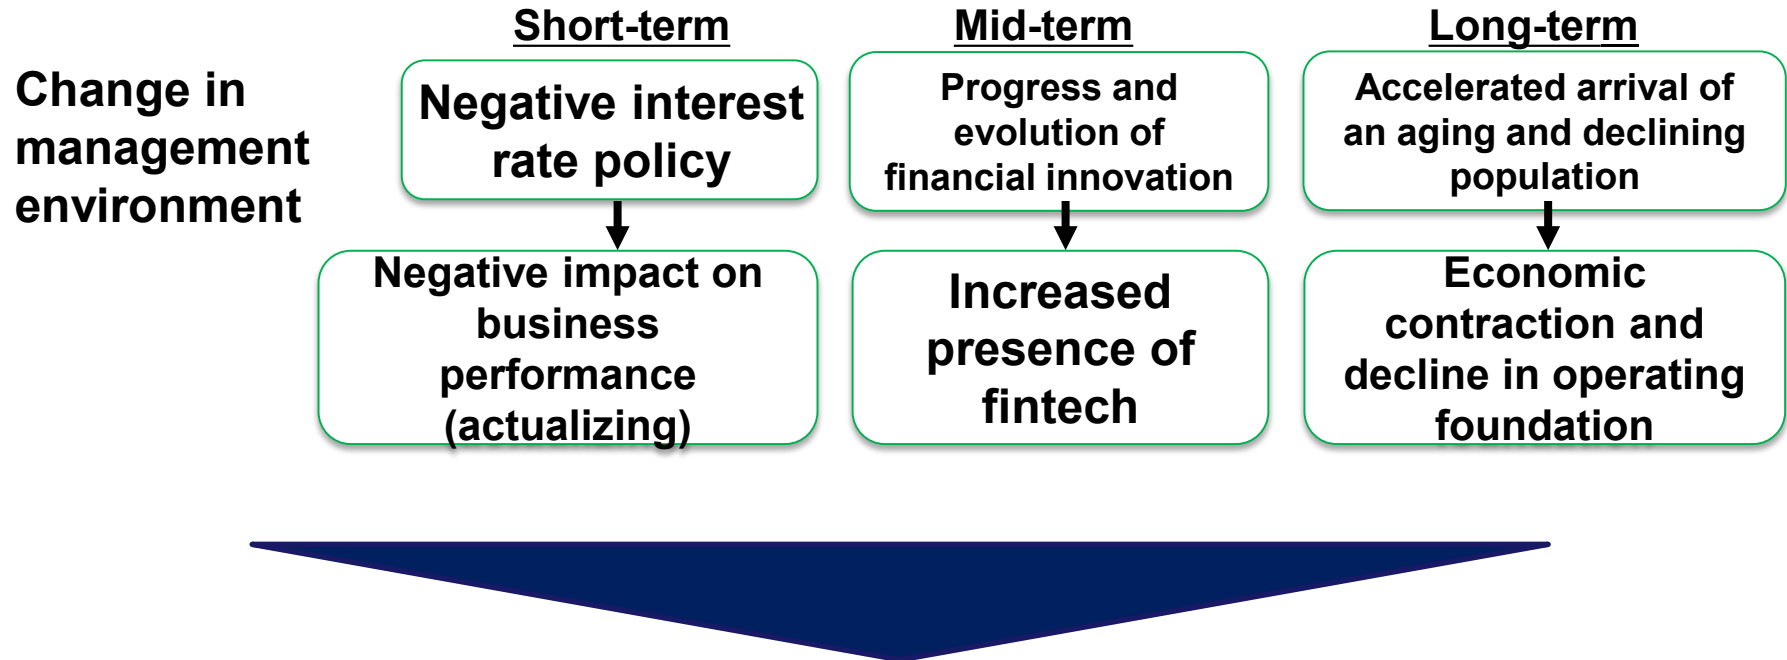 Change in
management
environment
Short-term
Negative interest
rate policy
Negative impact on
business
performance
(actualizing)
Mid-term
Progress and
evolution of
financial innovation
Increased
presence of
fintech
Long-term
Accelerated arrival of
an aging and declining
population
Economic
contraction and
decline in operating
foundation